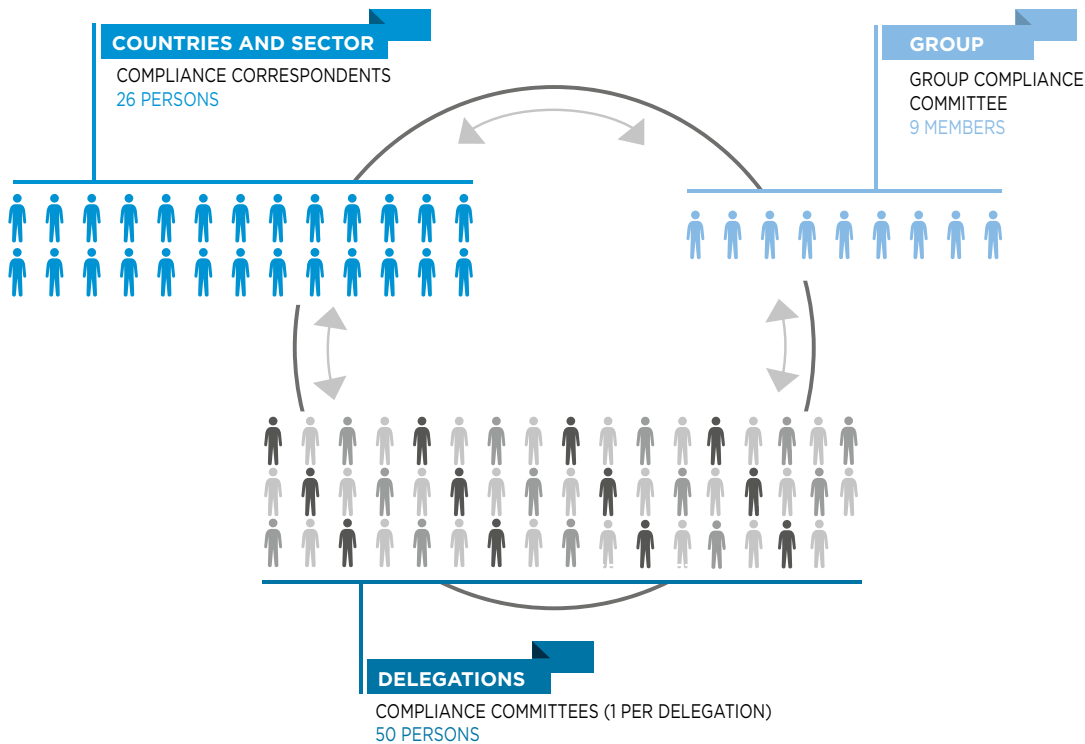 COUNTRIES AND SECTOR
COMPLIANCE CORRESPONDENTS
26 PERSONS
GROUP
GROUP COMPLIANCE
COMMITTEE
9 MEMBERS
DELEGATIONS
COMPLIANCE COMMITTEES (1 PER DELEGATION)
50 PERSONS